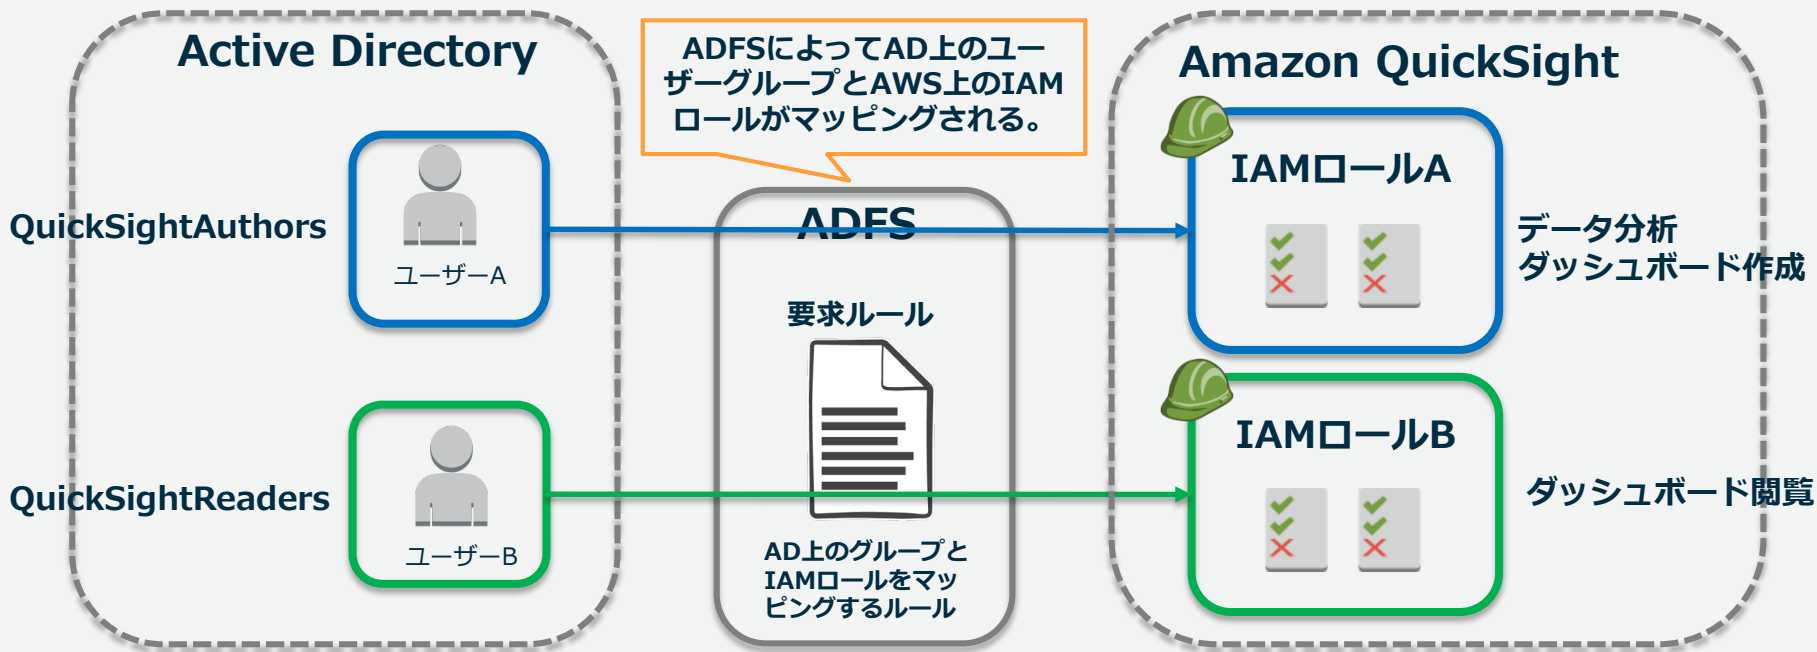 Active Directory
ADFSによってAD上のユー
ザーグループとAWS上のIAM
ロールがマッピングされる。
Amazon QuickSight
QuickSightAuthors
ユーザーA
ADFS
IAMロールA
データ分析
ダッシュボード作成
要求ルール
QuickSightReaders
ユーザーB
AD上のグループと
IAMロールをマッ
ピングするルール
IAMロールB
ダッシュボード閲覧